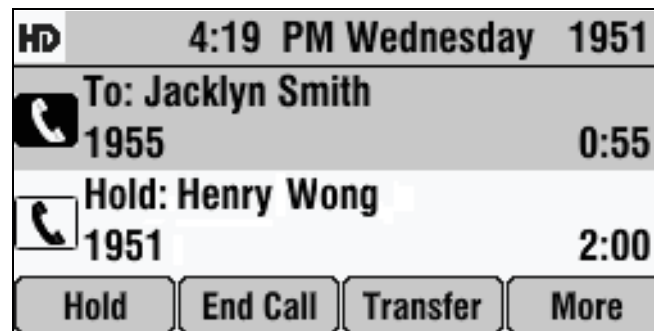 HD 4:19 PM Wednesday 1951
To: Jacklyn Smith
1955 0:55
Hold: Henry Wong
1951 2:00
Hold End Call Transfer More